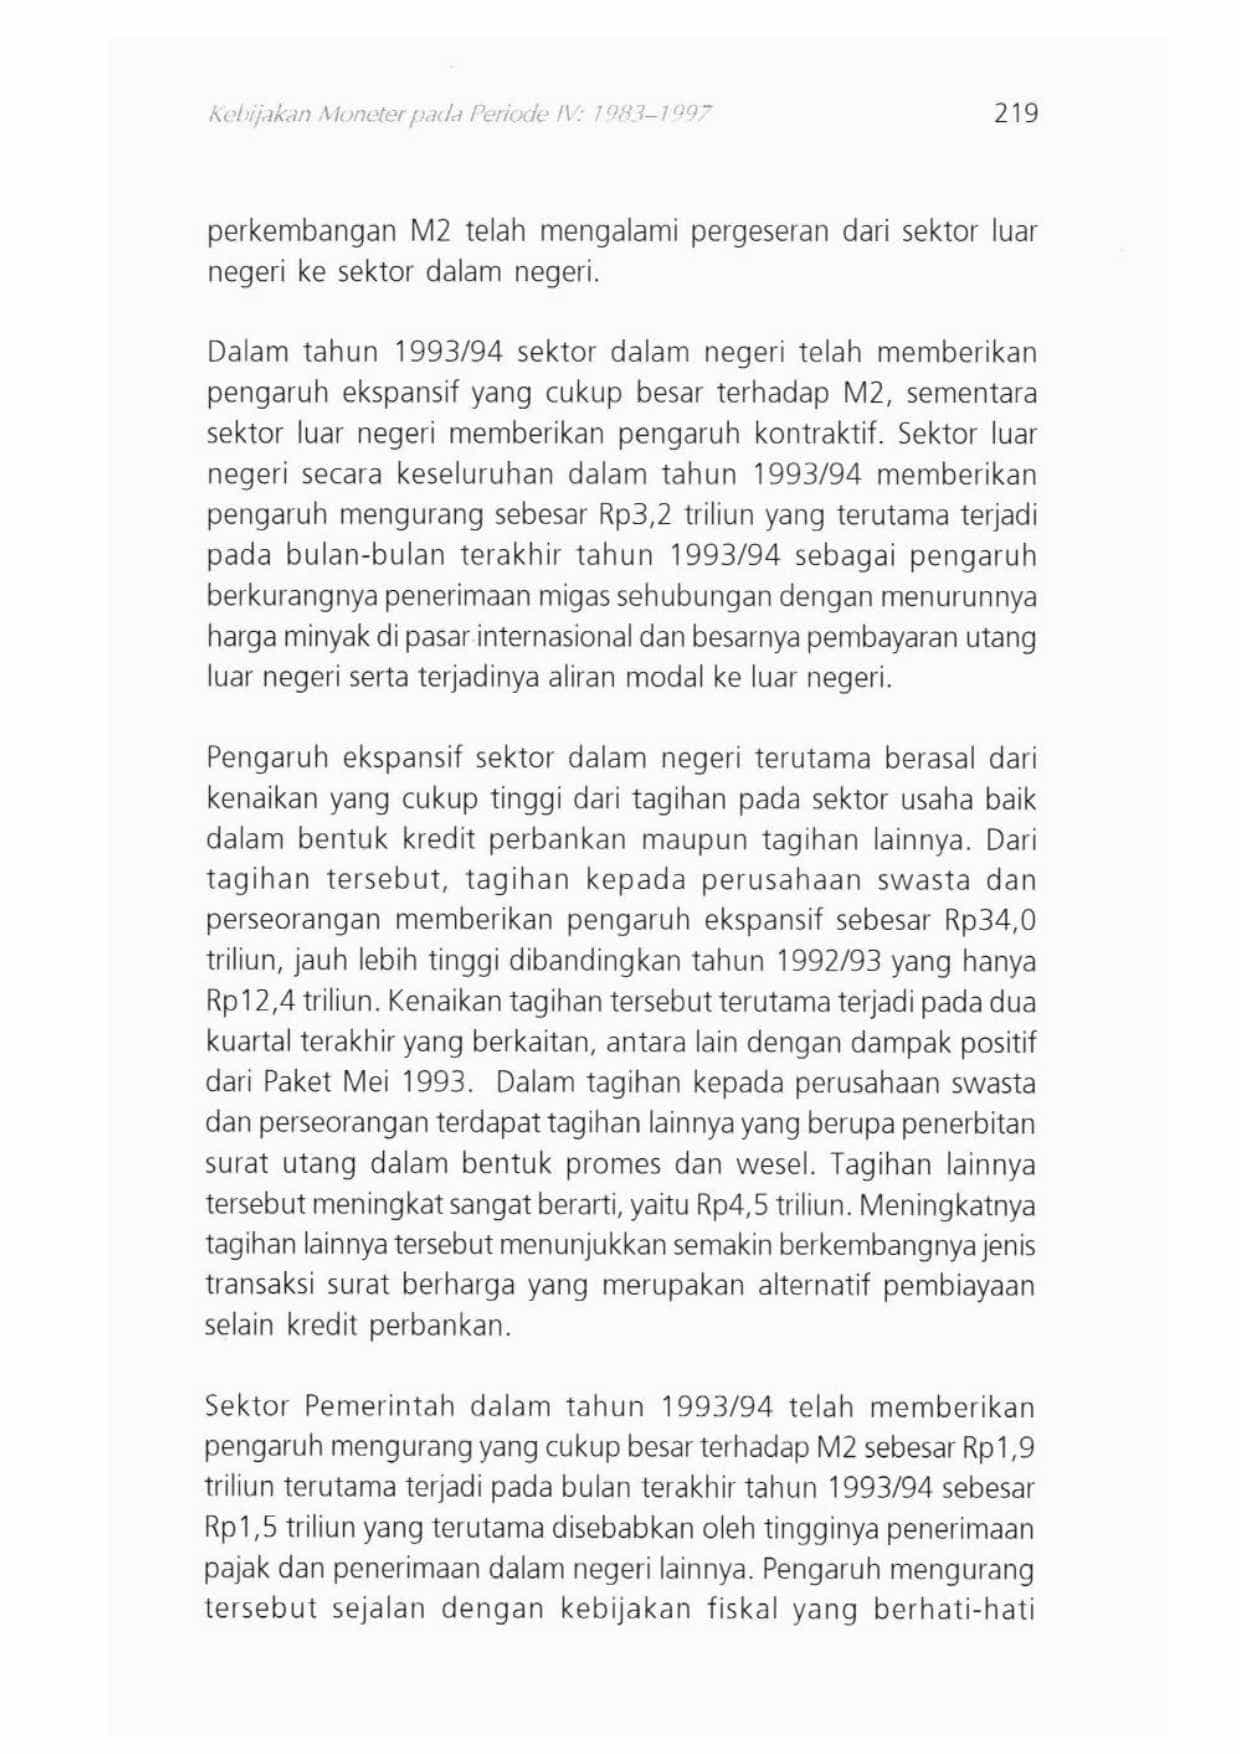 Kebijakan Moneter pada Periode IV: 1983–1997
219
perkembangan M2 telah mengalami pergeseran dari sektor luar
negeri ke sektor dalam negeri.
Dalam tahun 1993/94 sektor dalam negeri telah memberikan
pengaruh ekspansif yang cukup besar terhadap M2, sementara
sektor luar negeri memberikan pengaruh kontraktif. Sektor luar
negeri secara keseluruhan dalam tahun 1993/94 memberikan
pengaruh mengurang sebesar Rp3,2 triliun yang terutama terjadi
pada bulan-bulan terakhir tahun 1993/94 sebagai pengaruh
berkurangnya penerimaan migas sehubungan dengan menurunnya
harga minyak di pasar internasional dan besarnya pembayaran utang
luar negeri serta terjadinya aliran modal ke luar negeri.
Pengaruh ekspansif sektor dalam negeri terutama berasal dari
kenaikan yang cukup tinggi dari tagihan pada sektor usaha baik
dalam bentuk kredit perbankan maupun tagihan lainnya. Dari
tagihan tersebut, tagihan kepada perusahaan swasta dan
perseorangan memberikan pengaruh ekspansif sebesar Rp34,0
triliun, jauh lebih tinggi dibandingkan tahun 1992/93 yang hanya
Rp12,4 triliun. Kenaikan tagihan tersebut terutama terjadi pada dua
kuartal terakhir yang berkaitan, antara lain dengan dampak positif
dari Paket Mei 1993. Dalam tagihan kepada perusahaan swasta
dan perseorangan terdapat tagihan lainnya yang berupa penerbitan
surat utang dalam bentuk promes dan wesel. Tagihan lainnya
tersebut meningkat sangat berarti, yaitu Rp4,5 triliun. Meningkatnya
tagihan lainnya tersebut menunjukkan semakin berkembangnya jenis
transaksi surat berharga yang merupakan alternatif pembiayaan
selain kredit perbankan.
Sektor Pemerintah dalam tahun 1993/94 telah memberikan
pengaruh mengurang yang cukup besar terhadap M2 sebesar Rp1,9
triliun terutama terjadi pada bulan terakhir tahun 1993/94 sebesar
Rp1,5 triliun yang terutama disebabkan oleh tingginya penerimaan
pajak dan penerimaan dalam negeri lainnya. Pengaruh mengurang
tersebut sejalan dengan kebijakan fiskal yang berhati-hati